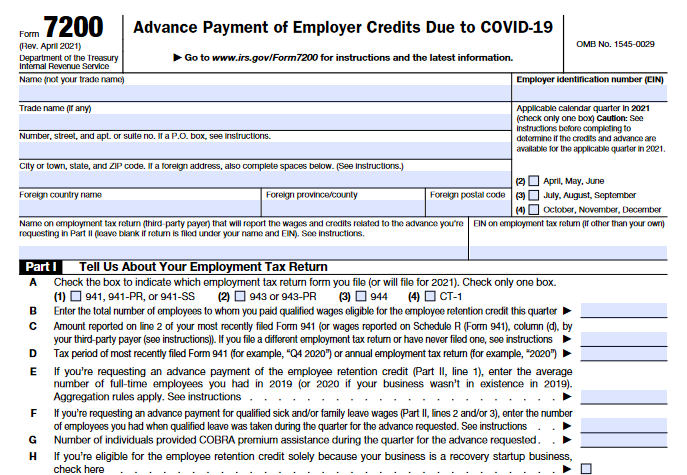 Form 7200
(Rev. April 2021)
Department of the Treasury
Internal Revenue Service
Advance Payment of Employer Credits Due to COVID-19
▶ Go to www.irs.gov/Form7200 for instructions and the latest information.
OMB No. 1545-0029
Name (not your trade name)
Employer identification number (EIN)
Trade name (if any)
Number, street, and apt. or suite no. If a P.O. box, see instructions.
City or town, state, and ZIP code. If a foreign address, also complete spaces below. (See instructions.)
Foreign country name
Foreign province/county
Foreign postal code
Applicable calendar quarter in 2021
(check only one box) Caution: See
instructions before completing to
determine if the credits and advance are
available for the applicable quarter in 2021.
(2) April, May, June
(3) July, August, September
(4) October, November, December
Name on employment tax return (third-party payer) that will report the wages and credits related to the advance you're
requesting in Part II (leave blank if return is filed under your name and EIN). See instructions.
EIN on employment tax return (if other than your own)
Part I Tell Us About Your Employment Tax Return
A Check the box to indicate which employment tax return form you file (or will file for 2021). Check only one box.
(1) 941, 941-PR, or 941-SS (2) 943 or 943-PR (3) 944 (4) CT-1
B Enter the total number of employees to whom you paid qualified wages eligible for the employee retention credit this quarter ▶
C Amount reported on line 2 of your most recently filed Form 941 (or wages reported on Schedule R (Form 941), column (d), by
your third-party payer (see instructions)). If you file a different employment tax return or have never filed one, see instructions ▶
D Tax period of most recently filed Form 941 (for example, "Q4 2020") or annual employment tax return (for example, "2020") ▶
E If you're requesting an advance payment of the employee retention credit (Part II, line 1), enter the average
number of full-time employees you had in 2019 (or 2020 if your business wasn't in existence in 2019).
Aggregation rules apply. See instructions . . . . . . . . . . . . . . . . . . ▶
F If you're requesting an advance payment for qualified sick and/or family leave wages (Part II, lines 2 and/or 3), enter the number
of employees you had when qualified leave was taken during the quarter for the advance requested. See instructions . . ▶
G Number of individuals provided COBRA premium assistance during the quarter for the advance requested . . ▶
H If you're eligible for the employee retention credit solely because your business is a recovery startup business,
check here . . . . . . . . . . . . . . . . . . . . . . . . . ▶